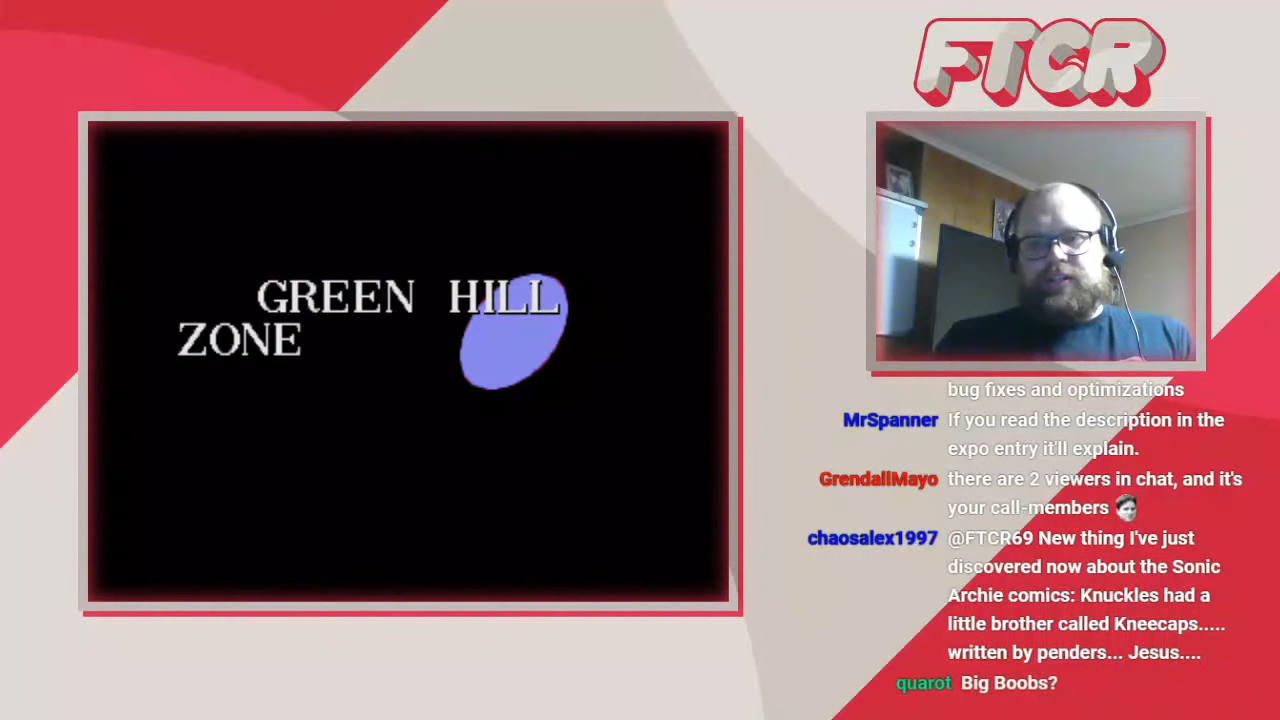 FTCR
GREEN HILL
ZONE
bug fixes and optimizations
MrSpanner If you read the description in the
expo entry it'll explain.
GrendallMayo there are 2 viewers in chat, and it's
your call-members
chaosalex1997 @FTCR69 New thing I've just
discovered now about the Sonic
Archie comics: Knuckles had a
little brother called Kneecaps.....
written by penders... Jesus....
quarot Big Boobs?